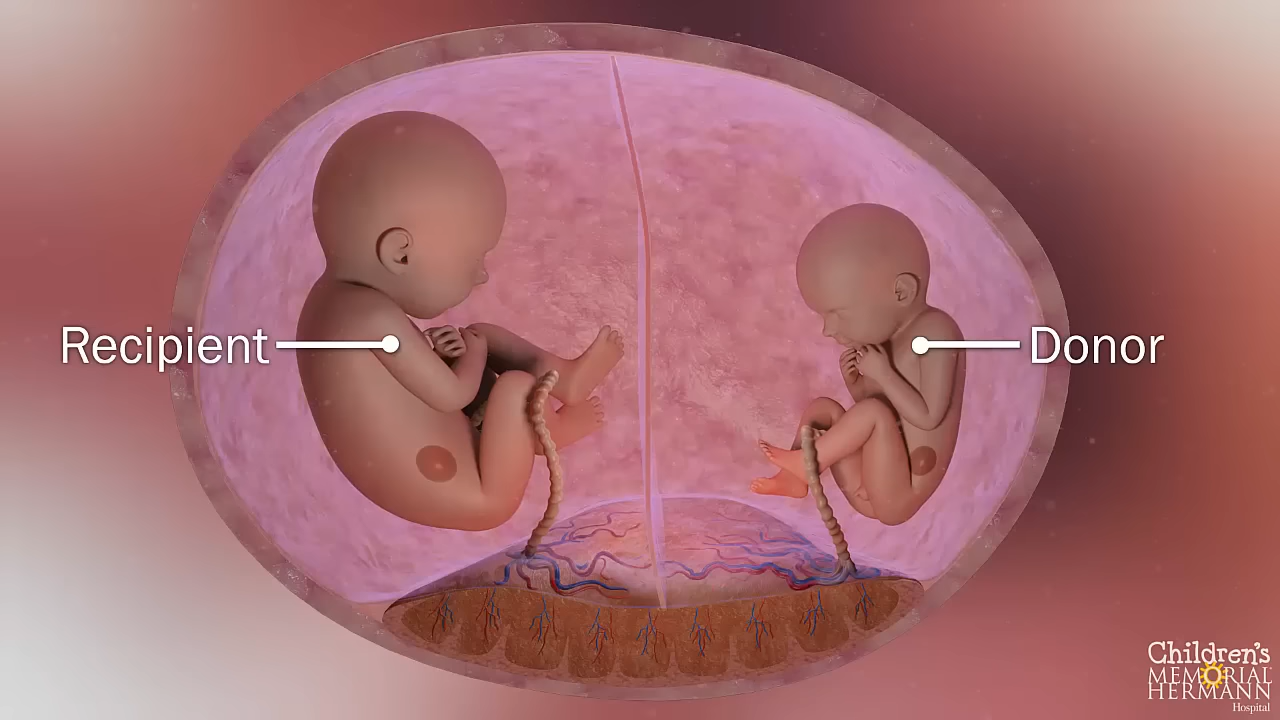 Recipient
Donor
Children's
MEMORIAL
HERMANN
Hospital